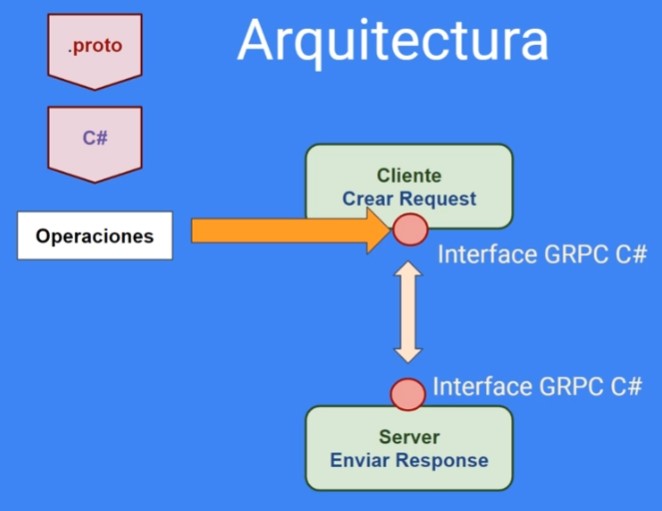 Arquitectura
.proto
C#
Operaciones
Cliente
Crear Request
Interface GRPC C#
Interface GRPC C#
Server
Enviar Response